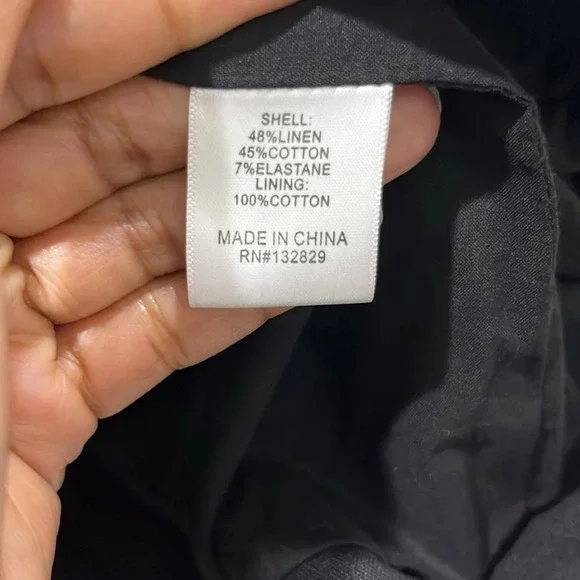 SHELL:
48%LINEN
45%COTTON
7%ELASTANE
LINING:
100%COTTON
MADE IN CHINA
RN#132829